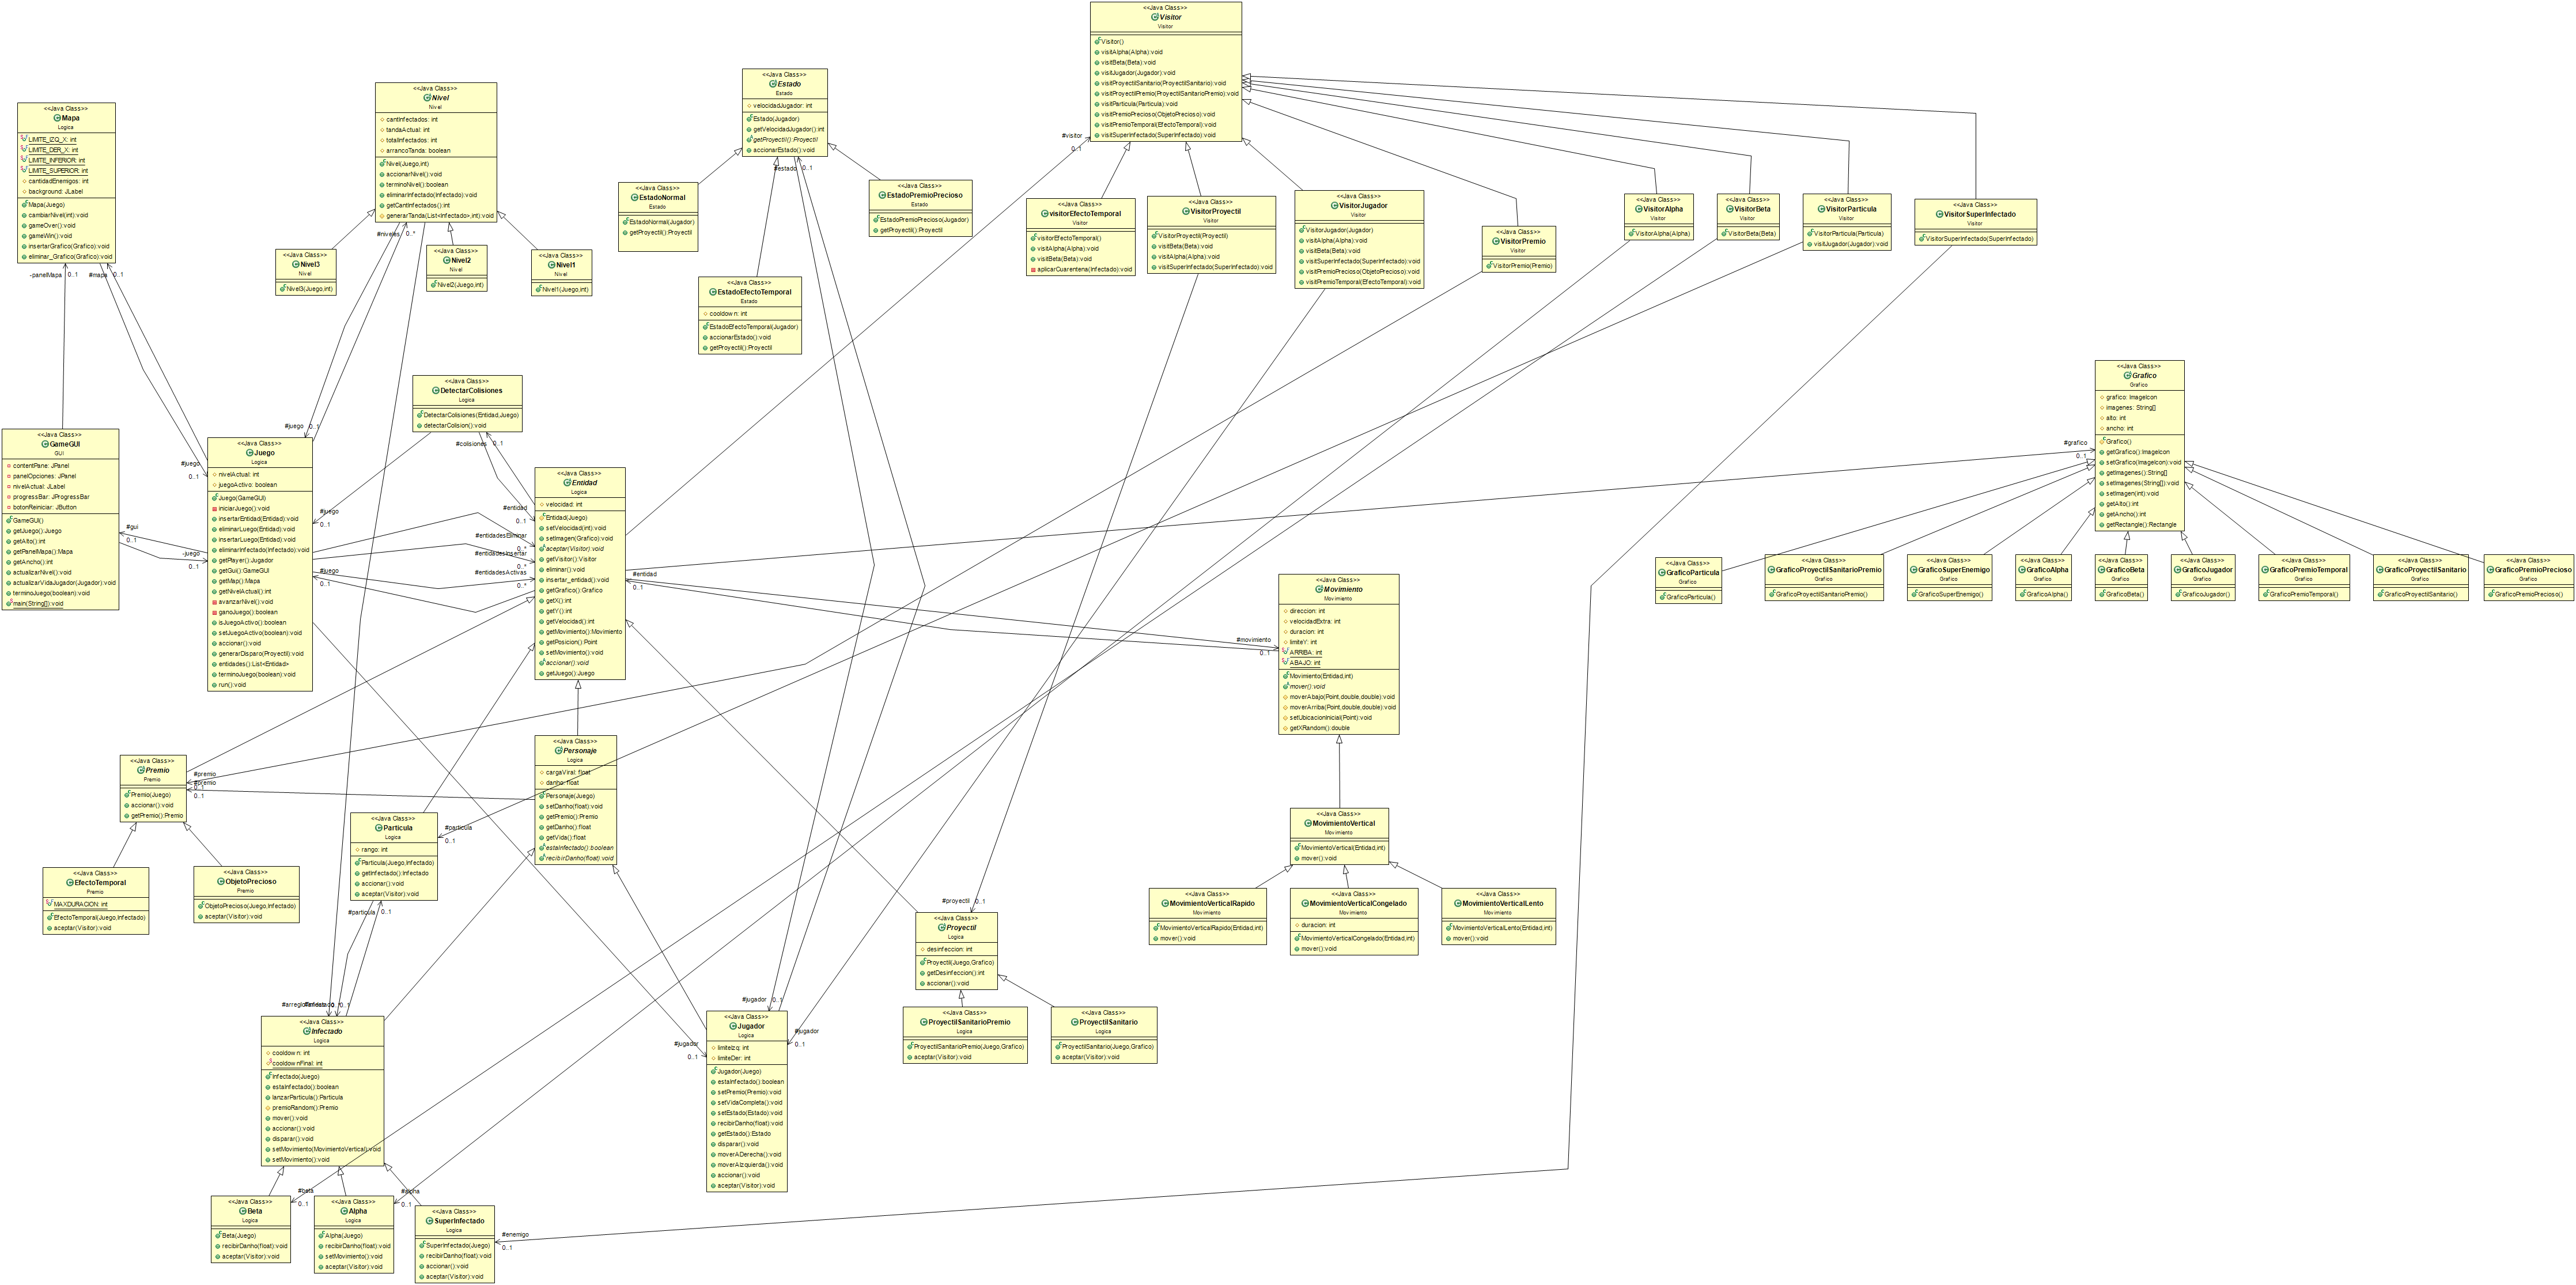 <<Java Class>>
Visitor
Visitor
Visitor()
visitAlpha(Alpha):void
visitBeta(Beta):void
visitJugador(Jugador):void
visitProyectilSanitario(ProyectilSanitario):void
visitProyectilPremio(ProyectilSanitarioPremio):void
visitParticula(Particula):void
visitPremioPrecioso(ObjetoPrecioso):void
visitPremioTemporal(EfectoTemporal):void
visitSuperInfectado(SuperInfectado):void
#visitor
0..1
<<Java Class>>
Estado
Estado
velocidadJugador: int
Estado(Jugador)
getVelocidadJugador():int
getProyectil():Proyectil
accionarEstado():void
#estado
0..1
<<Java Class>>
Nivel
Nivel
cantInfectados: int
tandaActual: int
totalInfectados: int
arrancoTanda: boolean
Nivel(Juego,int)
accionarNivel():void
terminoNivel():boolean
eliminarInfectado(Infectado):void
getCantInfectados():int
generarTanda(List<Infectado>,int):void
#niveles
0..*
<<Java Class>>
Mapa
Logica
LIMITE_IZQ_X: int
LIMITE_DER_X: int
LIMITE_INFERIOR: int
LIMITE_SUPERIOR: int
cantidadEnemigos: int
background: JLabel
Mapa(Juego)
cambiarNivel(int):void
gameOver():void
gameWin():void
insertarGrafico(Grafico):void
eliminar_Grafico(Grafico):void
-panelMapa
0..1
#mapa
0..1
<<Java Class>>
EstadoNormal
Estado
EstadoNormal(Jugador)
getProyectil():Proyectil
<<Java Class>>
EstadoPremioPrecioso
Estado
EstadoPremioPrecioso(Jugador)
getProyectil():Proyectil
<<Java Class>>
visitorEfectoTemporal
Visitor
visitorEfectoTemporal()
visitAlpha(Alpha):void
visitBeta(Beta):void
aplicarCuarentena(Infectado):void
<<Java Class>>
VisitorProyectil
Visitor
VisitorProyectil(Proyectil)
visitBeta(Beta):void
visitAlpha(Alpha):void
visitSuperInfectado(SuperInfectado):void
<<Java Class>>
VisitorJugador
Visitor
VisitorJugador(Jugador)
visitAlpha(Alpha):void
visitBeta(Beta):void
visitSuperInfectado(SuperInfectado):void
visitPremioPrecioso(ObjetoPrecioso):void
visitPremioTemporal(EfectoTemporal):void
<<Java Class>>
VisitorPremio
Visitor
VisitorPremio(Premio)
<<Java Class>>
VisitorAlpha
Visitor
VisitorAlpha(Alpha)
<<Java Class>>
VisitorBeta
Visitor
VisitorBeta(Beta)
<<Java Class>>
VisitorParticula
Visitor
VisitorParticula(Particula)
visitJugador(Jugador):void
<<Java Class>>
VisitorSuperInfectado
Visitor
VisitorSuperInfectado(SuperInfectado)
<<Java Class>>
Nivel3
Nivel
Nivel3(Juego,int)
<<Java Class>>
Nivel2
Nivel
Nivel2(Juego,int)
<<Java Class>>
Nivel1
Nivel
Nivel1(Juego,int)
<<Java Class>>
EstadoEfectoTemporal
Estado
cooldown: int
EstadoEfectoTemporal(Jugador)
accionarEstado():void
getProyectil():Proyectil
<<Java Class>>
DetectarColisiones
Logica
DetectarColisiones(Entidad,Juego)
detectarColision():void
#colisiones
0..1
<<Java Class>>
Grafico
Grafico
grafico: ImageIcon
imagenes: String[]
alto: int
ancho: int
Grafico()
getGrafico():ImageIcon
setGrafico(ImageIcon):void
getImagenes():String[]
setImagenes(String[]):void
setImagen(int):void
getAlto():int
getAncho():int
getRectangle():Rectangle
#grafico
0..1
<<Java Class>>
GameGUI
GUI
contentPane: JPanel
panelOpciones: JPanel
nivelActual: JLabel
progressBar: JProgressBar
botonReiniciar: JButton
GameGUI()
getJuego():Juego
getAlto():int
getPanelMapa():Mapa
getAncho():int
actualizarNivel():void
actualizarVidaJugador(Jugador):void
terminoJuego(boolean):void
main(String[]):void
#gui
0..1
-juego
0..1
#juego
0..1
#juego
0..1
<<Java Class>>
Juego
Logica
nivelActual: int
juegoActivo: boolean
Juego(GameGUI)
iniciarJuego():void
insertarEntidad(Entidad):void
eliminarLuego(Entidad):void
insertarLuego(Entidad):void
eliminarInfectado(Infectado):void
getPlayer():Jugador
getGui():GameGUI
getMap():Mapa
getNivelActual():int
avanzarNivel():void
ganoJuego():boolean
isJuegoActivo():boolean
setJuegoActivo(boolean):void
accionar():void
generarDisparo(Proyectil):void
entidades():List<Entidad>
terminoJuego(boolean):void
run():void
#juego
0..1
#juego
0..1
#entidad
0..1
#entidadesEliminar
0..*
#entidadesInsertar
0..*
#entidadesActivas
0..*
<<Java Class>>
Entidad
Logica
velocidad: int
Entidad(Juego)
setVelocidad(int):void
setImagen(Grafico):void
aceptar(Visitor):void
getVisitor():Visitor
eliminar():void
insertar_entidad():void
getGrafico():Grafico
getX():int
getY():int
getVelocidad():int
getMovimiento():Movimiento
getPosicion():Point
setMovimiento():void
accionar():void
getJuego():Juego
#entidad
0..1
<<Java Class>>
Movimiento
Movimiento
direccion: int
velocidadExtra: int
duracion: int
limiteY: int
ARRIBA: int
ABAJO: int
Movimiento(Entidad,int)
mover():void
moverAbajo(Point,double,double):void
moverArriba(Point,double,double):void
setUbicacionInicial(Point):void
getXRandom():double
#movimiento
0..1
<<Java Class>>
GraficoParticula
Grafico
GraficoParticula()
<<Java Class>>
GraficoProyectilSanitarioPremio
Grafico
GraficoProyectilSanitarioPremio()
<<Java Class>>
GraficoSuperEnemigo
Grafico
GraficoSuperEnemigo()
<<Java Class>>
GraficoAlpha
Grafico
GraficoAlpha()
<<Java Class>>
GraficoBeta
Grafico
GraficoBeta()
<<Java Class>>
GraficoJugador
Grafico
GraficoJugador()
<<Java Class>>
GraficoPremioTemporal
Grafico
GraficoPremioTemporal()
<<Java Class>>
GraficoProyectilSanitario
Grafico
GraficoProyectilSanitario()
<<Java Class>>
GraficoPremioPrecioso
Grafico
GraficoPremioPrecioso()
<<Java Class>>
Premio
Premio
Premio(Juego)
accionar():void
getPremio():Premio
#premio
0..1
#premio
0..1
<<Java Class>>
Personaje
Logica
cargaViral: float
danho: float
Personaje(Juego)
setDanho(float):void
getPremio():Premio
getDanho():float
getVida():float
estaInfectado():boolean
recibirDanho(float):void
<<Java Class>>
Particula
Logica
rango: int
Particula(Juego,Infectado)
getInfectado():Infectado
accionar():void
aceptar(Visitor):void
#particula
0..1
#particula
0..1
<<Java Class>>
EfectoTemporal
Premio
MAXDURACION: int
EfectoTemporal(Juego,Infectado)
aceptar(Visitor):void
<<Java Class>>
ObjetoPrecioso
Premio
ObjetoPrecioso(Juego,Infectado)
aceptar(Visitor):void
<<Java Class>>
MovimientoVertical
Movimiento
MovimientoVertical(Entidad,int)
mover():void
<<Java Class>>
MovimientoVerticalRapido
Movimiento
MovimientoVerticalRapido(Entidad,int)
mover():void
<<Java Class>>
MovimientoVerticalCongelado
Movimiento
duracion: int
MovimientoVerticalCongelado(Entidad,int)
mover():void
<<Java Class>>
MovimientoVerticalLento
Movimiento
MovimientoVerticalLento(Entidad,int)
mover():void
#proyectil
0..1
<<Java Class>>
Proyectil
Logica
desinfeccion: int
Proyectil(Juego,Grafico)
getDesinfeccion():int
accionar():void
<<Java Class>>
ProyectilSanitarioPremio
Logica
ProyectilSanitarioPremio(Juego,Grafico)
aceptar(Visitor):void
<<Java Class>>
ProyectilSanitario
Logica
ProyectilSanitario(Juego,Grafico)
aceptar(Visitor):void
0..1
<<Java Class>>
Infectado
Logica
cooldown: int
cooldownFinal: int
Infectado(Juego)
estaInfectado():boolean
lanzarParticula():Particula
premioRandom():Premio
mover():void
accionar():void
disparar():void
setMovimiento(MovimientoVertical):void
setMovimiento():void
#jugador
0..1
#jugador
0..1
#jugador
0..1
<<Java Class>>
Jugador
Logica
limiteIzq: int
limiteDer: int
Jugador(Juego)
estaInfectado():boolean
setPremio(Premio):void
setVidaCompleta():void
setEstado(Estado):void
recibirDanho(float):void
getEstado():Estado
disparar():void
moverADerecha():void
moverAIzquierda():void
accionar():void
aceptar(Visitor):void
<<Java Class>>
Beta
Logica
Beta(Juego)
recibirDanho(float):void
aceptar(Visitor):void
#beta
0..1
<<Java Class>>
Alpha
Logica
Alpha(Juego)
recibirDanho(float):void
setMovimiento():void
aceptar(Visitor):void
#alpha
0..1
<<Java Class>>
SuperInfectado
Logica
SuperInfectado(Juego)
recibirDanho(float):void
accionar():void
aceptar(Visitor):void
#enemigo
0..1